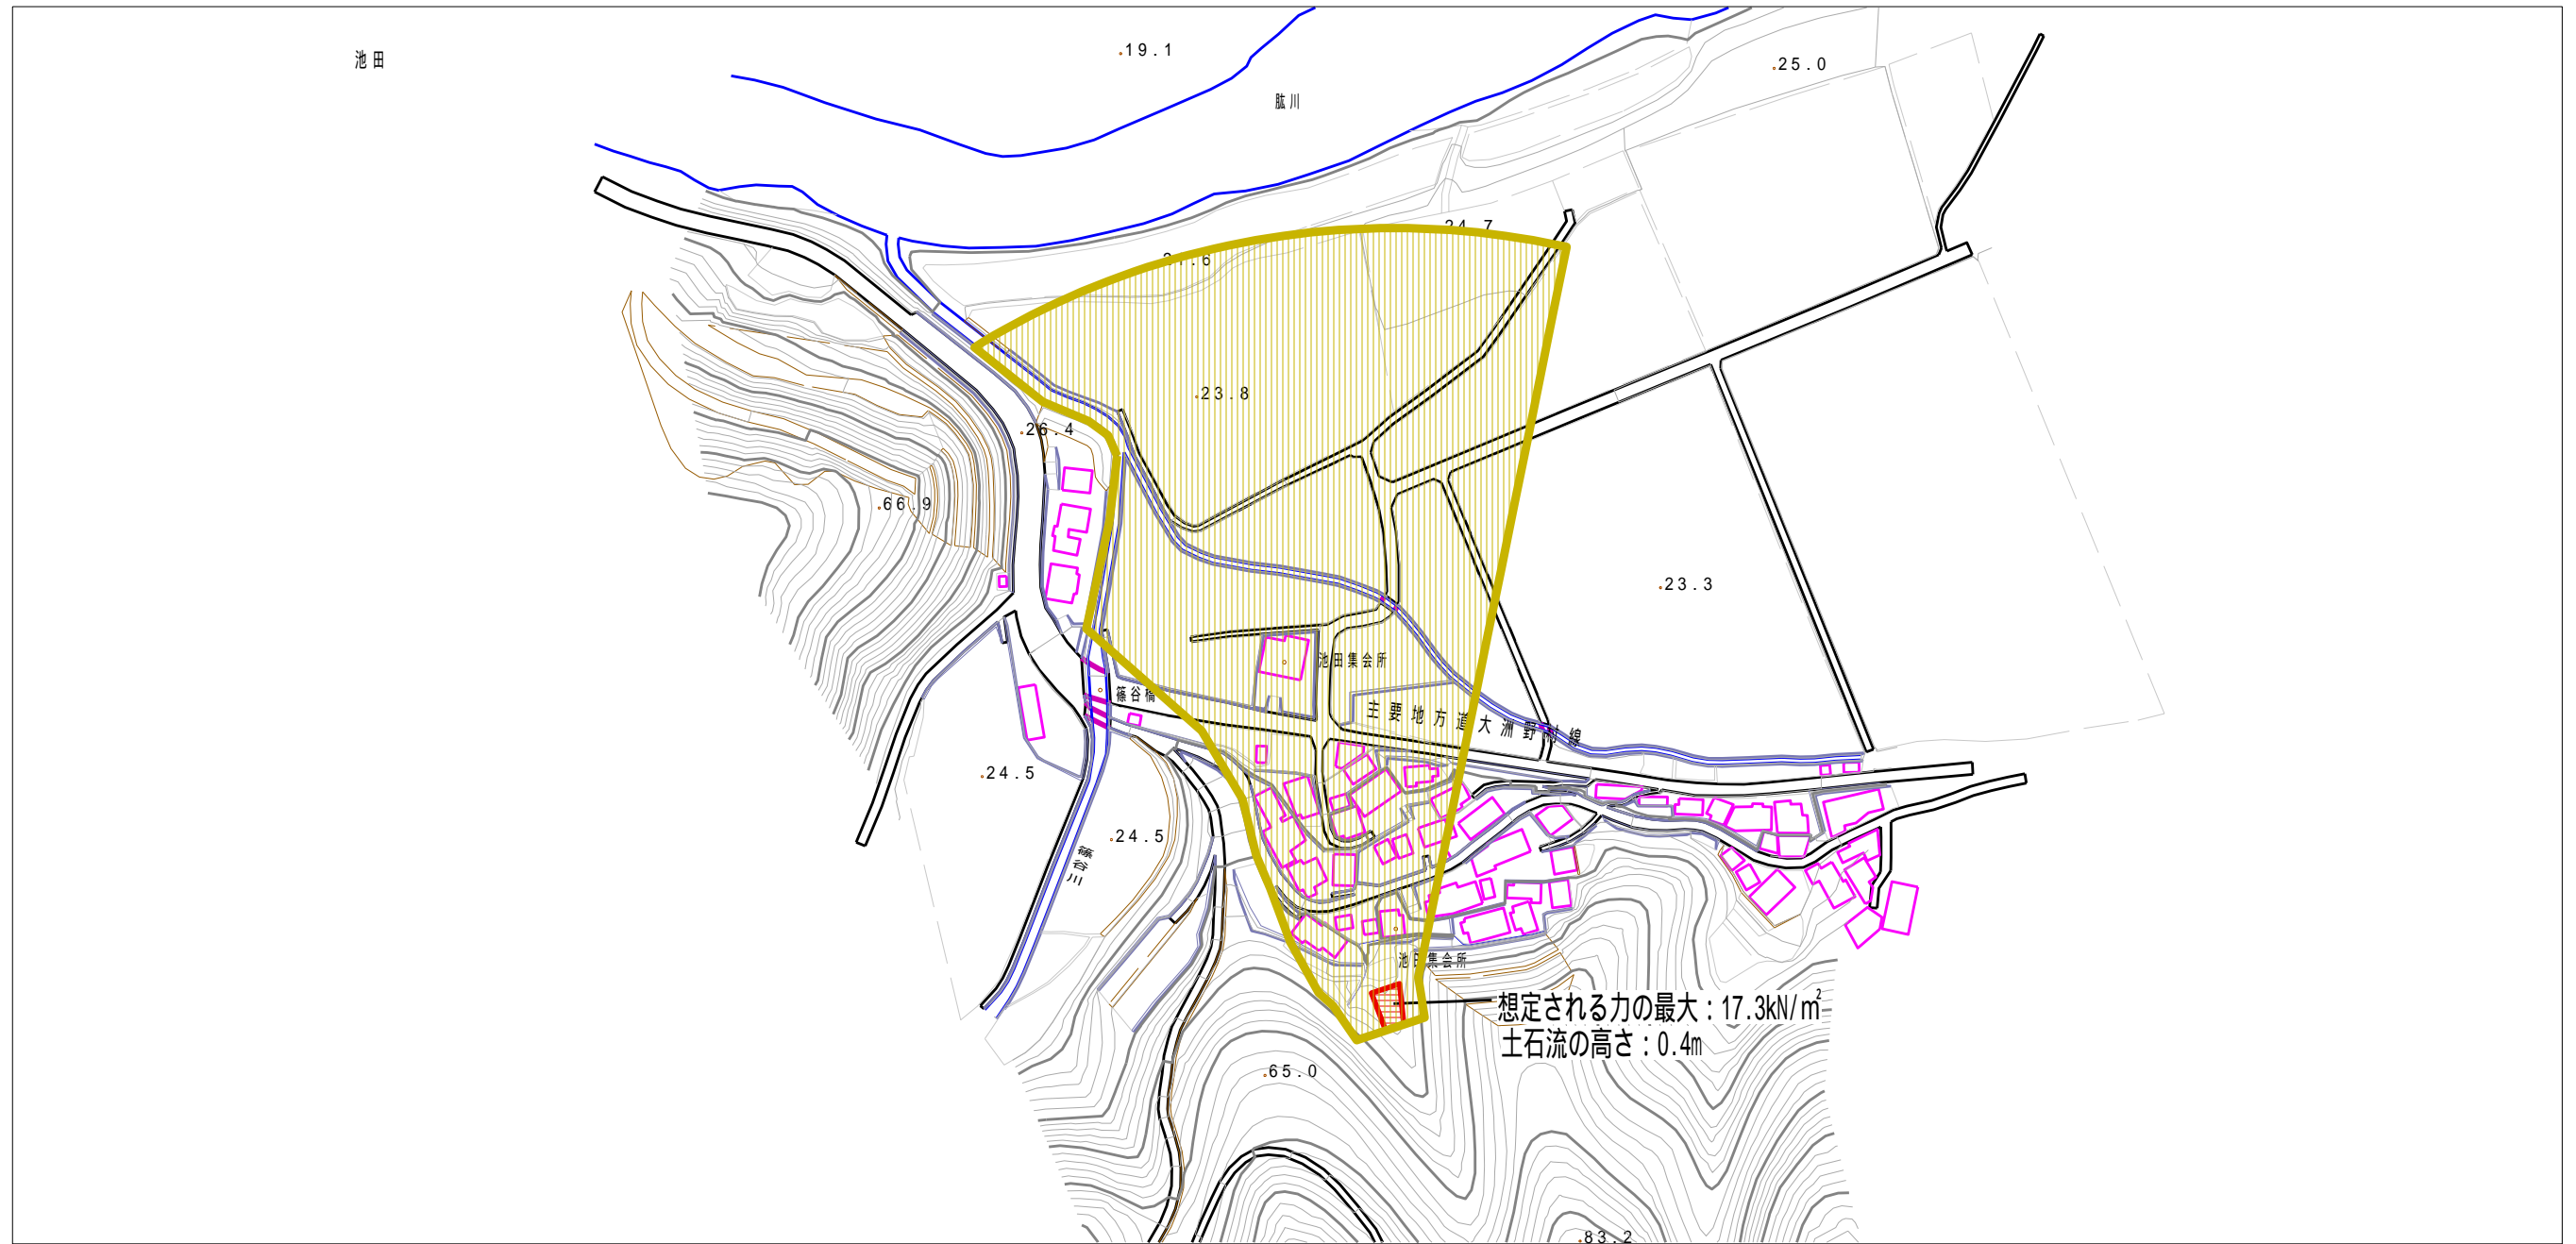 池田
19.1
25.0
肱川
24.7
21.6
23.8
26.4
66.9
23.3
池田集会所
篠谷橋
主要地方道大洲野村線
24.5
24.5
篠谷川
池田集会所
想定される力の最大：17.3kN/㎡
土石流の高さ：0.4m
65.0
83.2